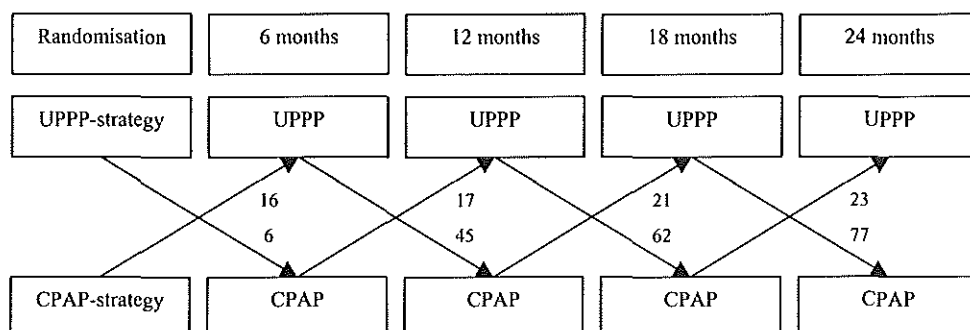 Randomisation 6 months 12 months 18 months 24 months
UPPP-strategy UPPP UPPP UPPP UPPP
16 17 21 23
6 45 62 77
CPAP-strategy CPAP CPAP CPAP CPAP